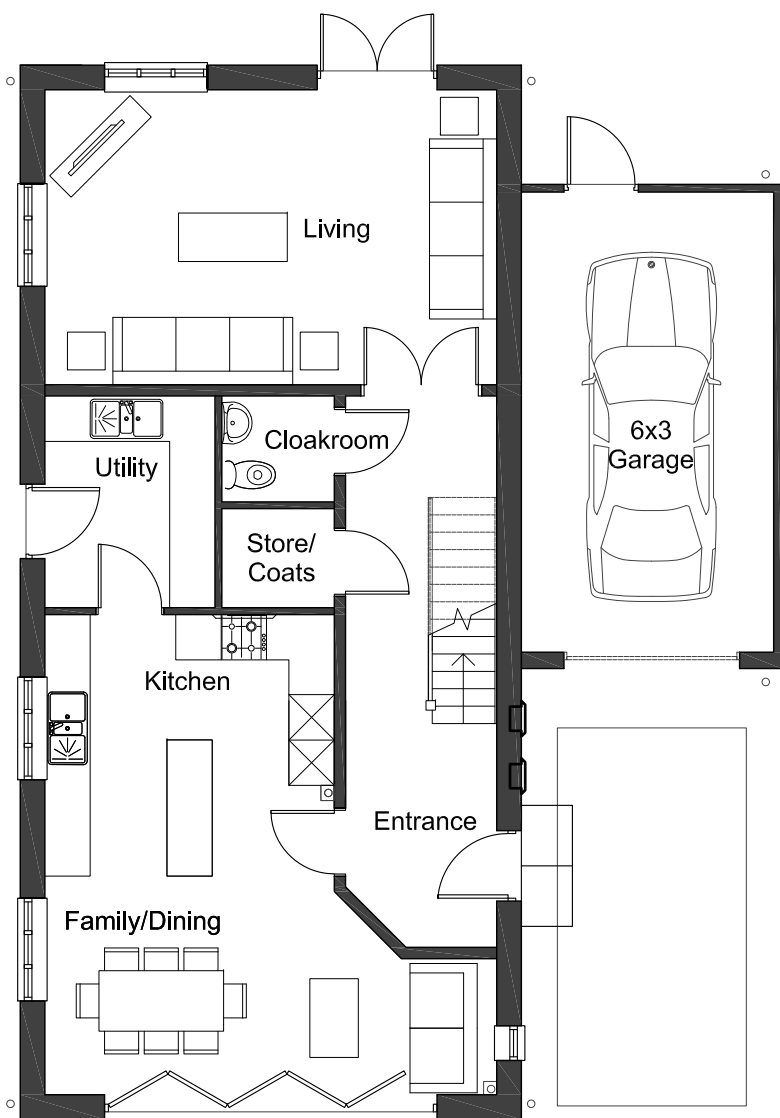 Living
Cloakroom
6x3
Garage
Utility
Store/
Coats
Kitchen
Entrance
Family/Dining